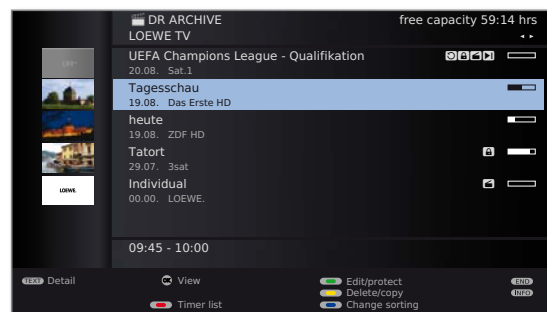 DR ARCHIVE free capacity 59:14 hrs
LOEWE TV
UEFA Champions League - Qualifikation
20.08. Sat.1
Tagesschau
19.08. Das Erste HD
heute
19.08. ZDF HD
Tatort
29.07. 3sat
Individual
00.00. LOEWE.
LOEWE.
09:45 - 10:00
TEXT Detail OK View Edit/protect END
Delete/copy INFO
Timer list Change sorting